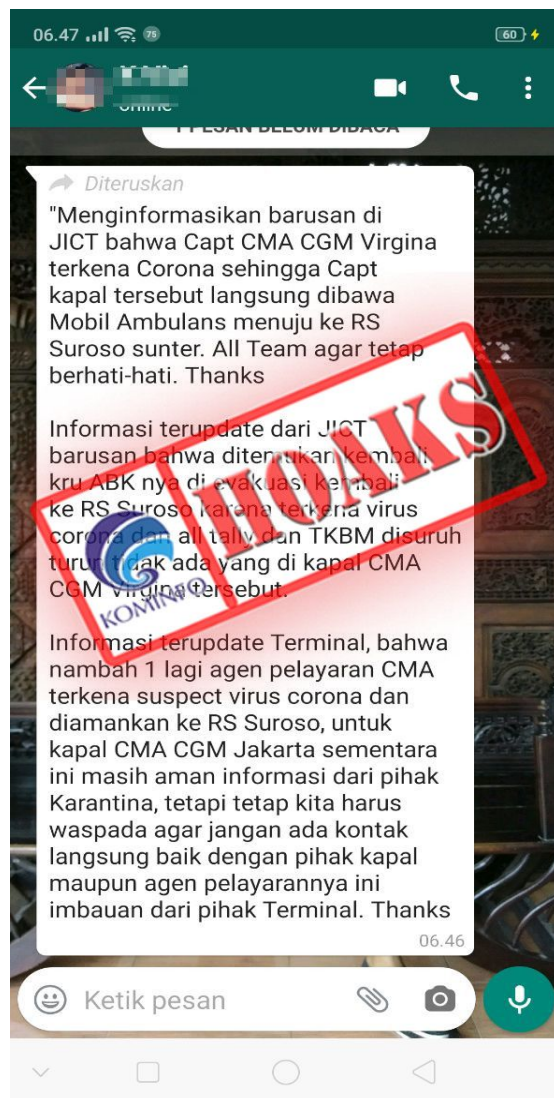 06.47
75
60
online
1 PESAN BELUM DIBACA
Diteruskan
"Menginformasikan barusan di
JICT bahwa Capt CMA CGM Virgina
terkena Corona sehingga Capt
kapal tersebut langsung dibawa
Mobil Ambulans menuju ke RS
Suroso sunter. All Team agar tetap
berhati-hati. Thanks
Informasi terupdate dari JICT
barusan bahwa ditemukan kembali
kru ABK nya di evakuasi kembali
ke RS Suroso karena terkena virus
corona dan all tally dan TKBM disuruh
turun tidak ada yang di kapal CMA
CGM Virgina tersebut.
HOAKS
KOMINFO
Informasi terupdate Terminal, bahwa
nambah 1 lagi agen pelayaran CMA
terkena suspect virus corona dan
diamankan ke RS Suroso, untuk
kapal CMA CGM Jakarta sementara
ini masih aman informasi dari pihak
Karantina, tetapi tetap kita harus
waspada agar jangan ada kontak
langsung baik dengan pihak kapal
maupun agen pelayarannya ini
imbauan dari pihak Terminal. Thanks
06.46
Ketik pesan